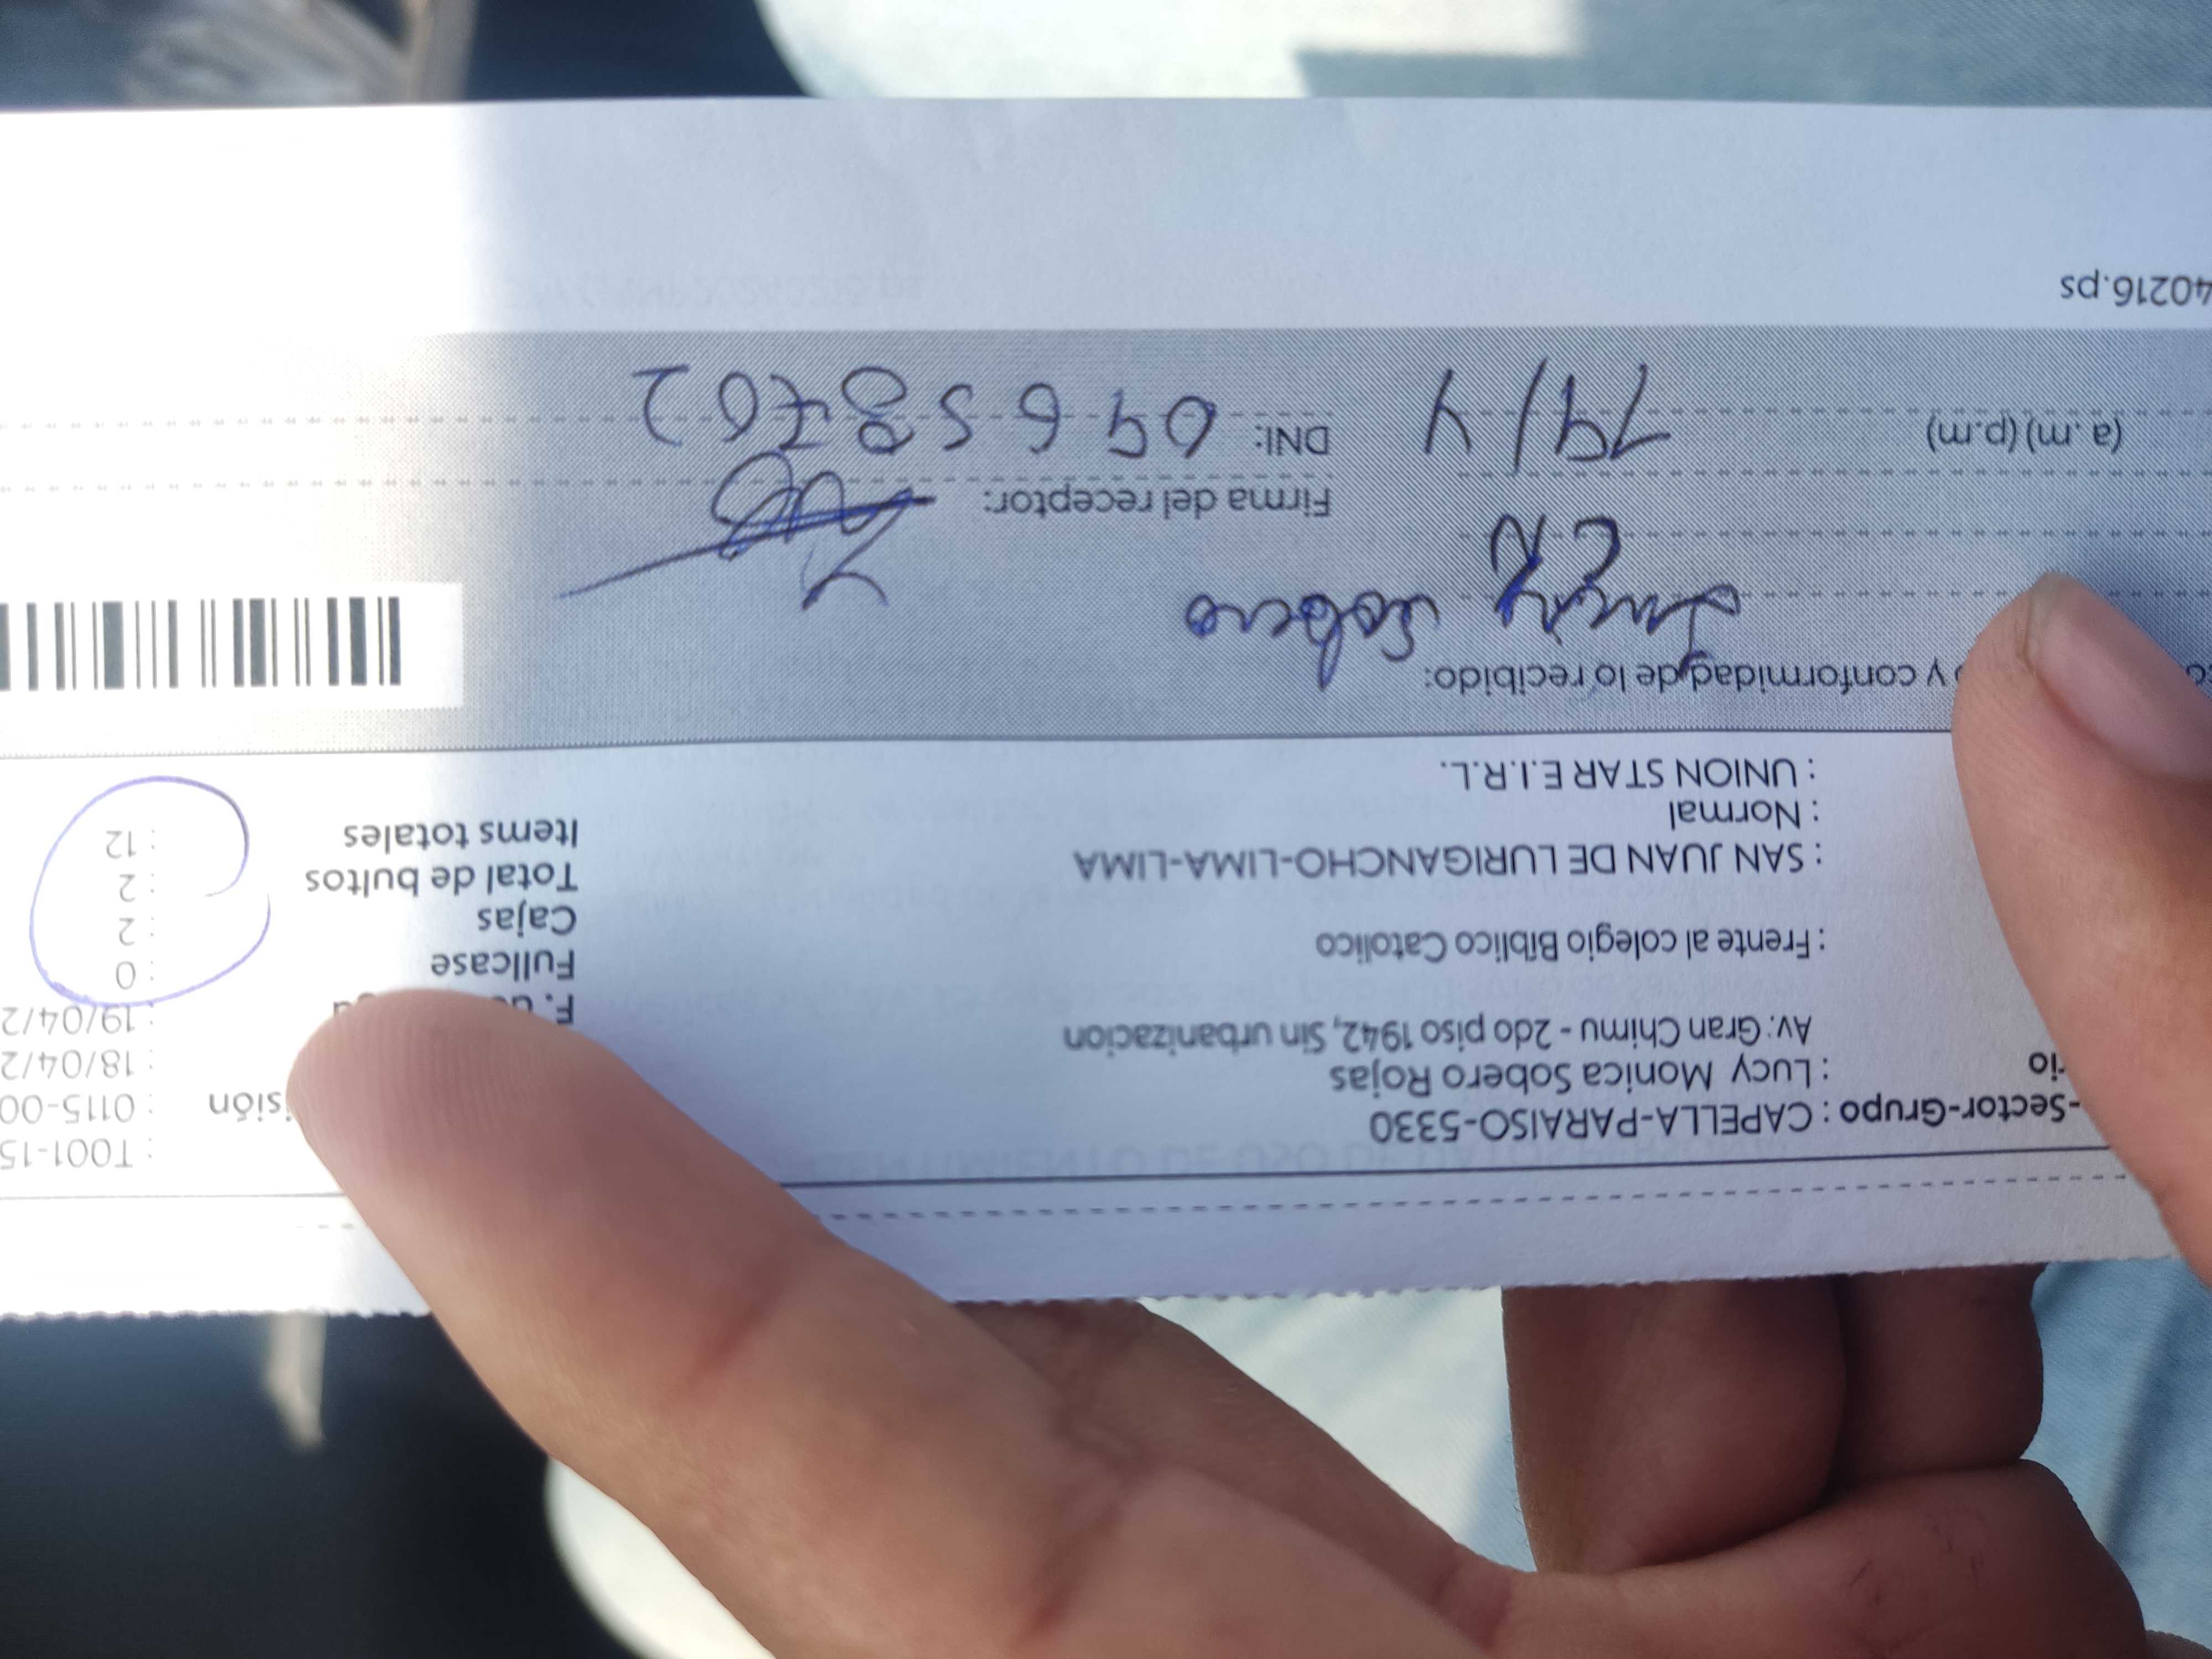 -Sector-Grupo : CAPELLA-PARAISO-5330
rio : Lucy Monica Sobero Rojas
Av: Gran Chimu - 2do piso 1942, Sin urbanizacion
: Frente al colegio Biblico Catolico
: SAN JUAN DE LURIGANCHO-LIMA-LIMA
: Normal
: UNION STAR E.I.R.L.
: T001-15
isión : 0115-00
: 18/04/2
F. : 19/04/2
Fullcase : 0
Cajas : 2
Total de bultos : 2
Items totales : 12
y conformidad de lo recibido:
Lucy Sobero
Firma del receptor:
(a.m) (p.m) 19/4 DNI: 09658702
40216.ps